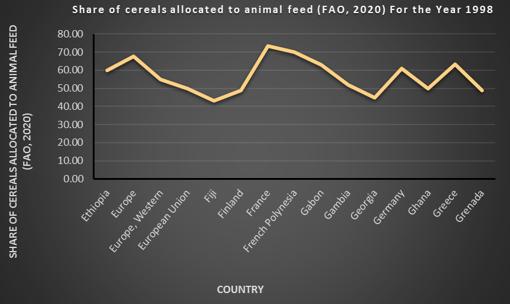 Share of cereals allocated to animal feed (FAO, 2020) For the Year 1998
SHARE OF CEREALS ALLOCATED TO ANIMAL FEED
(FAO, 2020)
80.00
70.00
60.00
50.00
40.00
30.00
20.00
10.00
0.00
Ethiopia
Europe
Europe, Western
European Union
Fiji
Finland
France
French Polynesia
Gabon
Gambia
Georgia
Germany
Ghana
Greece
Grenada
COUNTRY